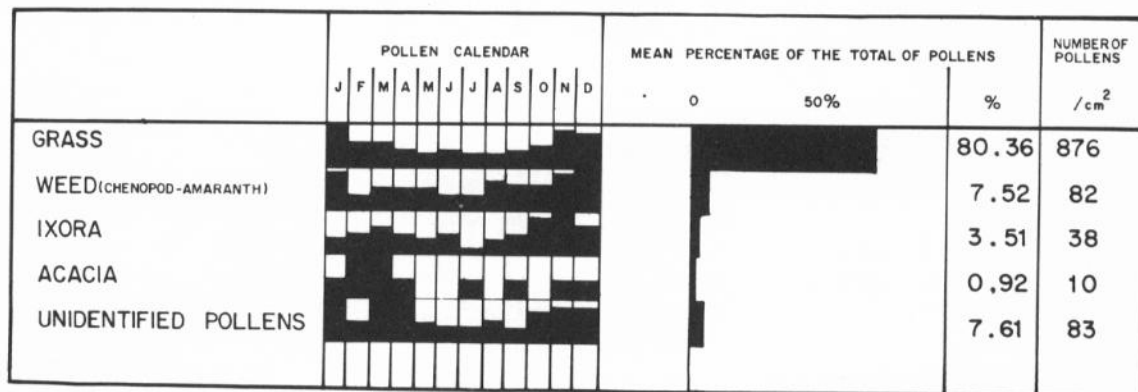 POLLEN CALENDAR
MEAN PERCENTAGE OF THE TOTAL OF POLLENS
NUMBER OF
POLLENS
J F M A M J J A S O N D
0 50% % /cm²
GRASS 80.36 876
WEED (CHENOPOD-AMARANTH) 7.52 82
IXORA 3.51 38
ACACIA 0,92 10
UNIDENTIFIED POLLENS 7.61 83